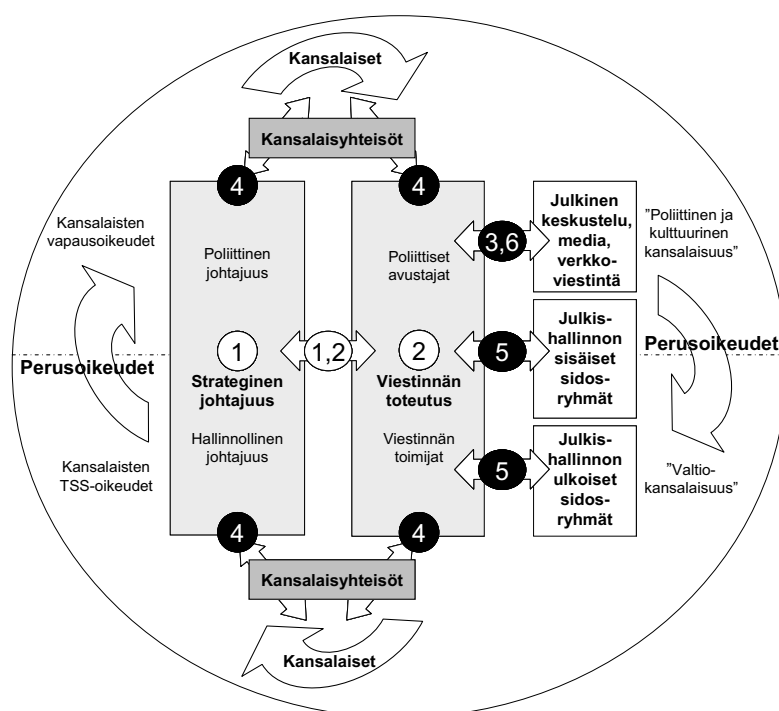 Kansalaiset
Kansalaisyhteisöt
4
4
Kansalaisten
vapausoikeudet
Poliittinen
johtajuus
Poliittiset
avustajat
3,6
Julkinen
keskustelu,
media,
verkko-
viestintä
”Poliittinen ja
kulttuurinen
kansalaisuus”
Perusoikeudet
1
Strateginen
johtajuus
1,2
2
Viestinnän
toteutus
5
Julkis-
hallinnon
sisäiset
sidos-
ryhmät
Perusoikeudet
Kansalaisten
TSS-oikeudet
Hallinnollinen
johtajuus
Viestinnän
toimijat
5
Julkis-
hallinnon
ulkoiset
sidos-
ryhmät
”Valtio-
kansalaisuus”
4
4
Kansalaisyhteisöt
Kansalaiset